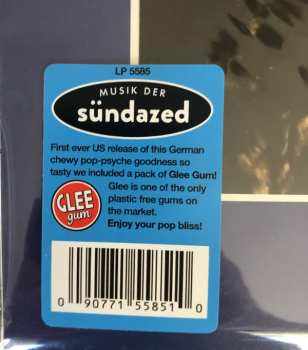 LP 5585
MUSIK DER
sündazed
First ever US release of this German
chewy pop-psyche goodness so
tasty we included a pack of Glee Gum!
GLEE
gum
Glee is one of the only
plastic free gums on
the market.
Enjoy your pop bliss!
0 90771 55851 0